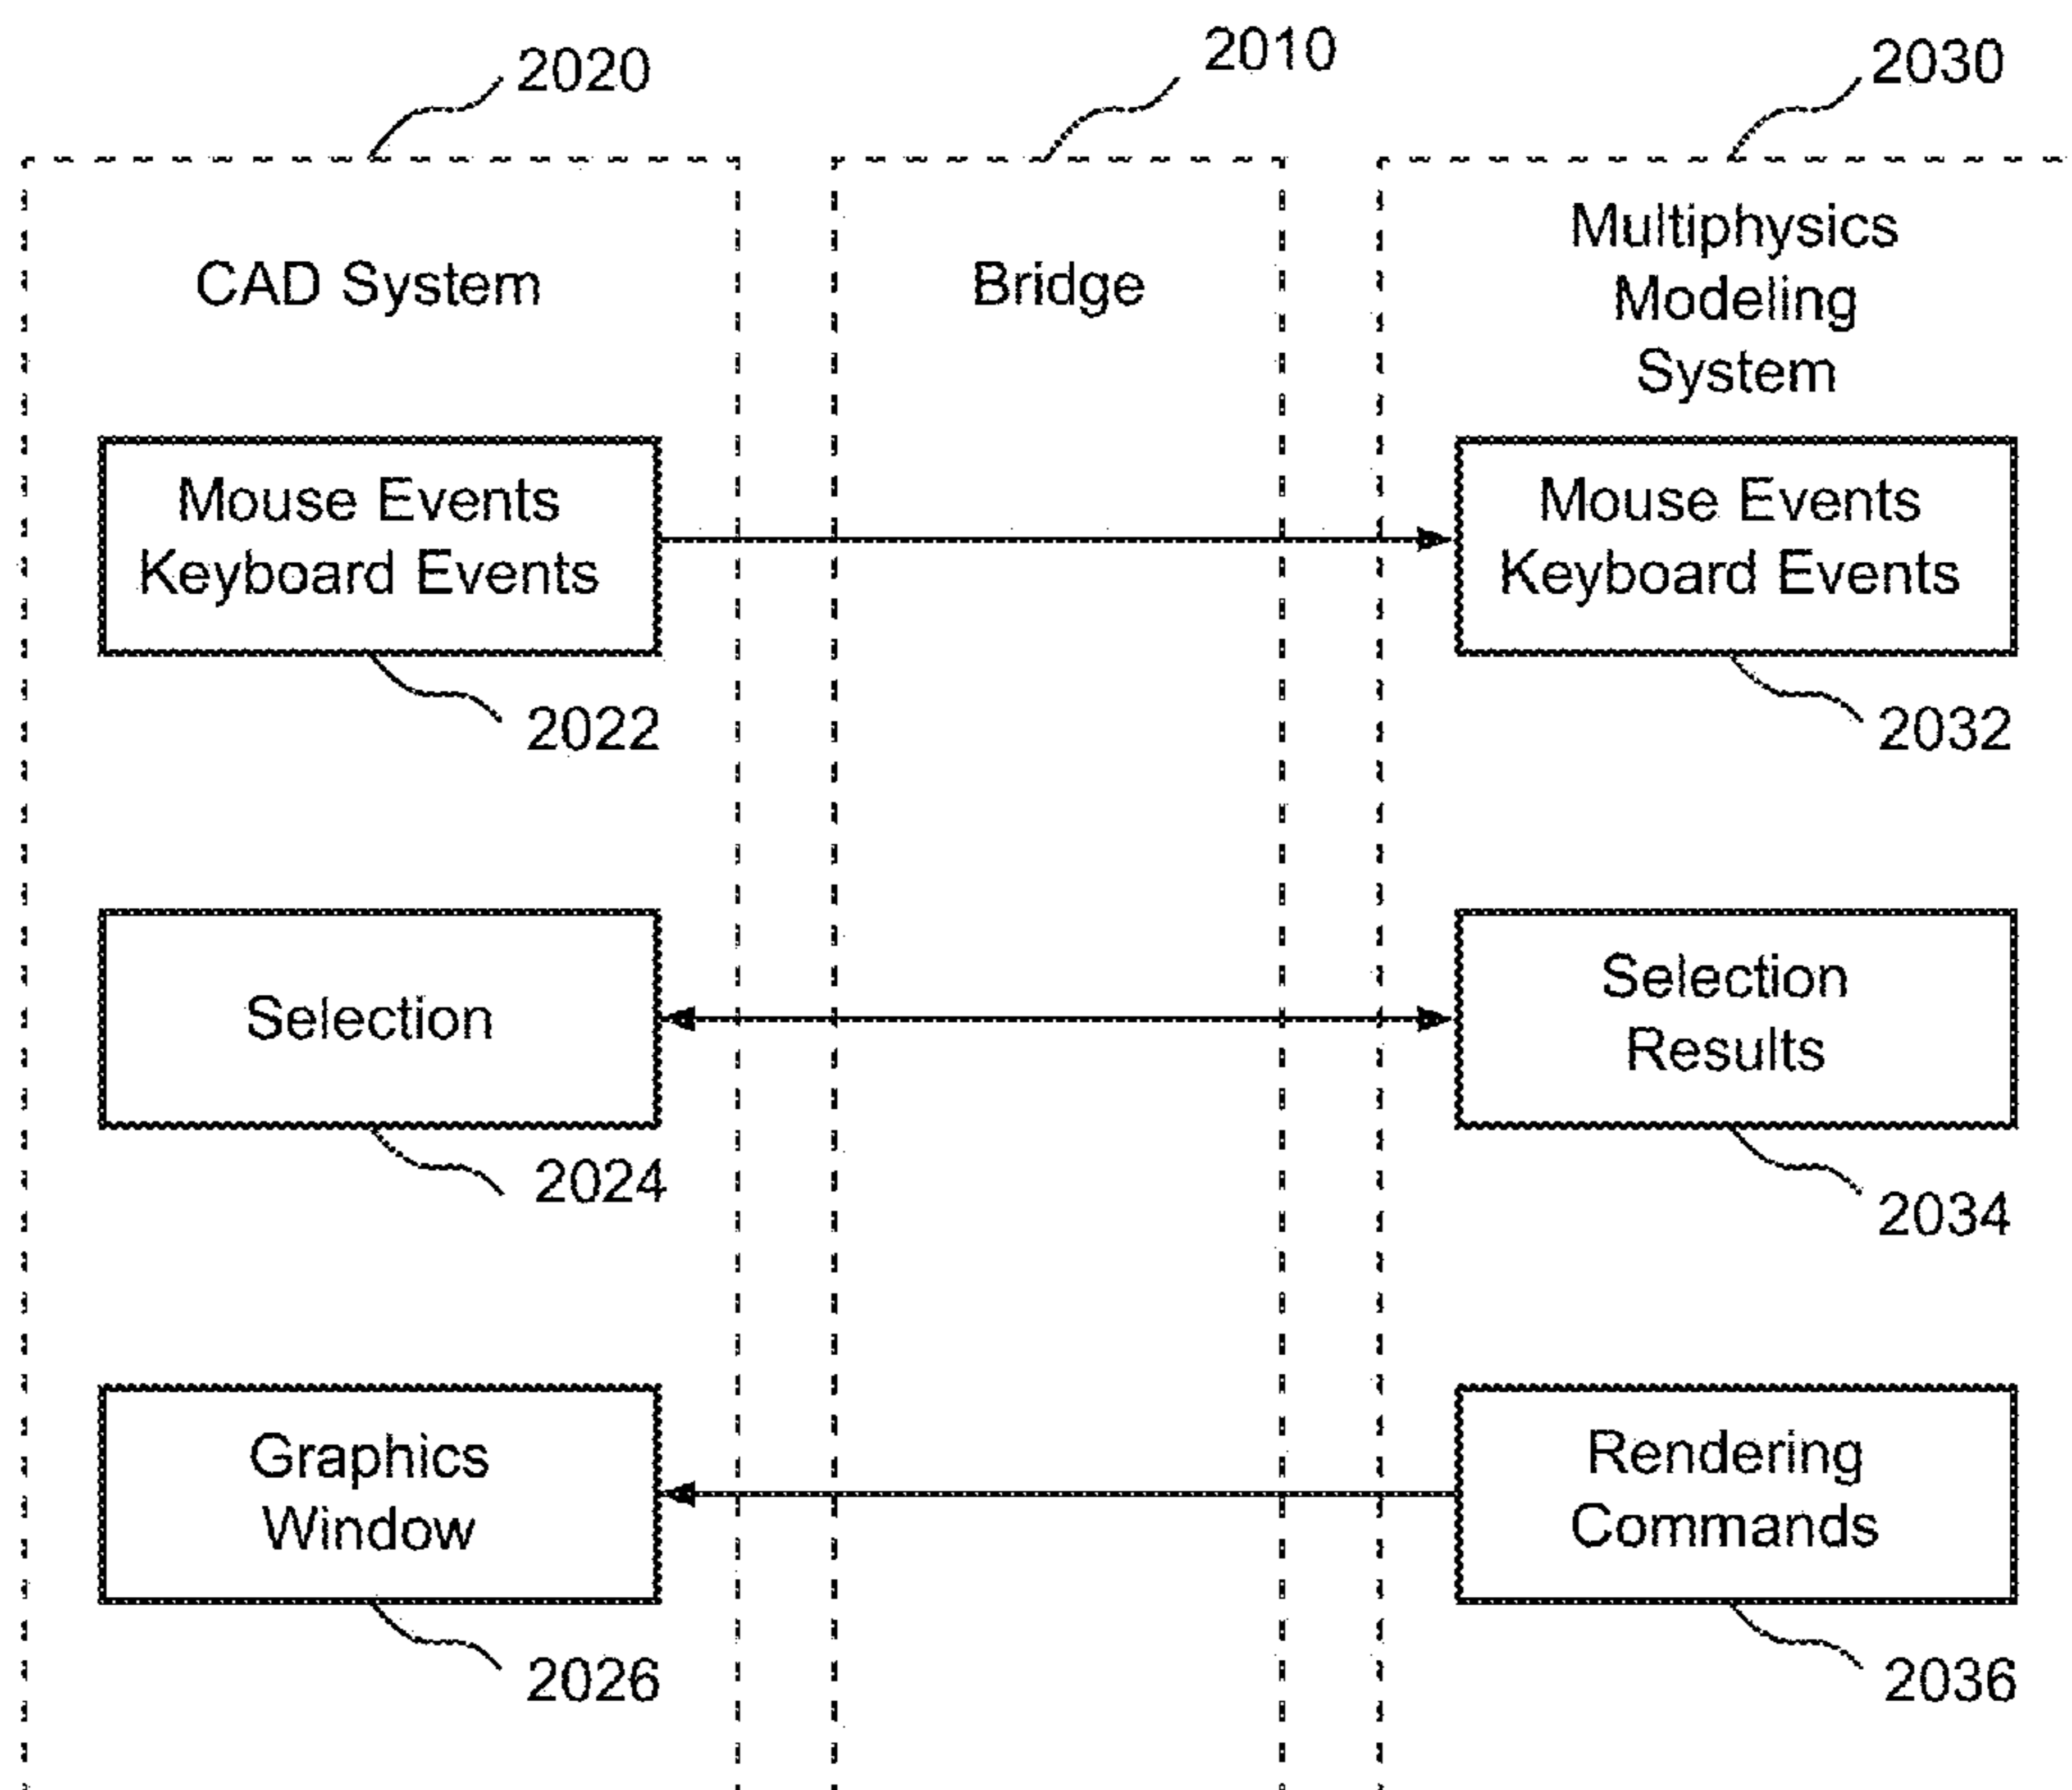 2020
2010
2030
CAD System
Bridge
Multiphysics
Modeling
System
Mouse Events
Keyboard Events
2022
Mouse Events
Keyboard Events
2032
Selection
2024
Selection
Results
2034
Graphics
Window
2026
Rendering
Commands
2036